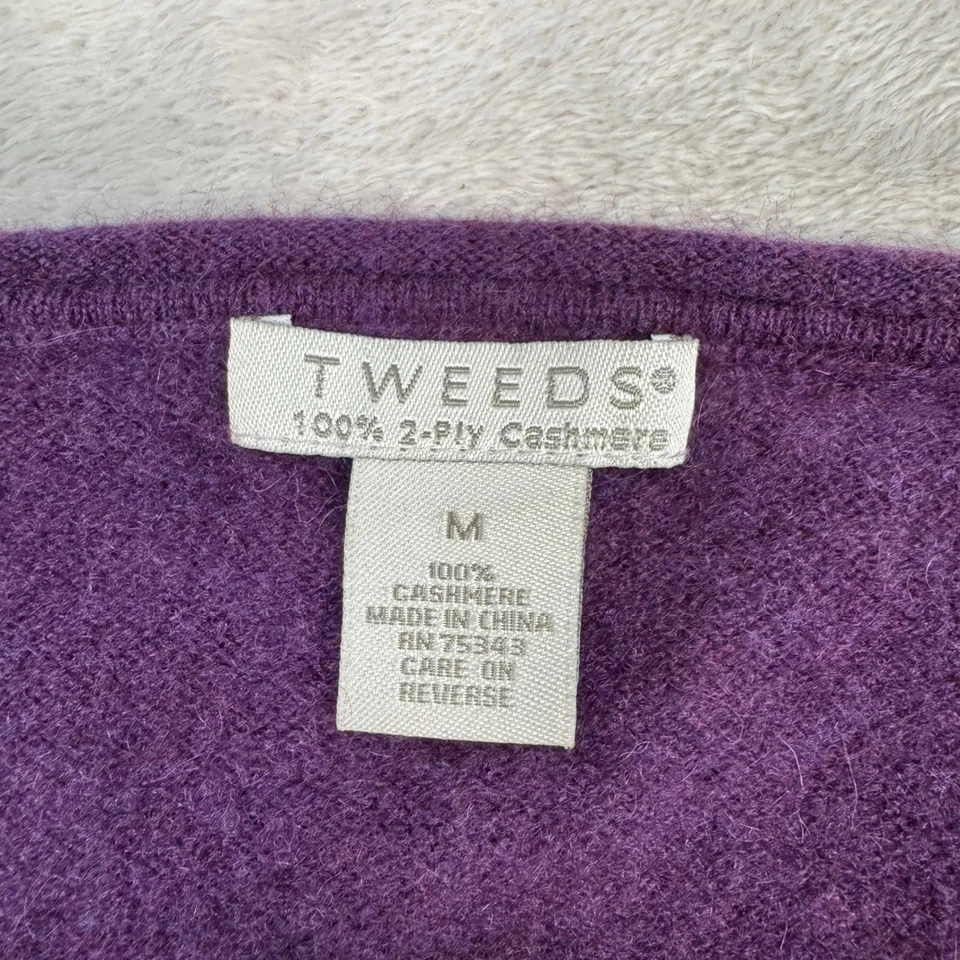 TWEEDS®
100% 2-Ply Cashmere
M
100%
CASHMERE
MADE IN CHINA
RN 75343
CARE ON
REVERSE